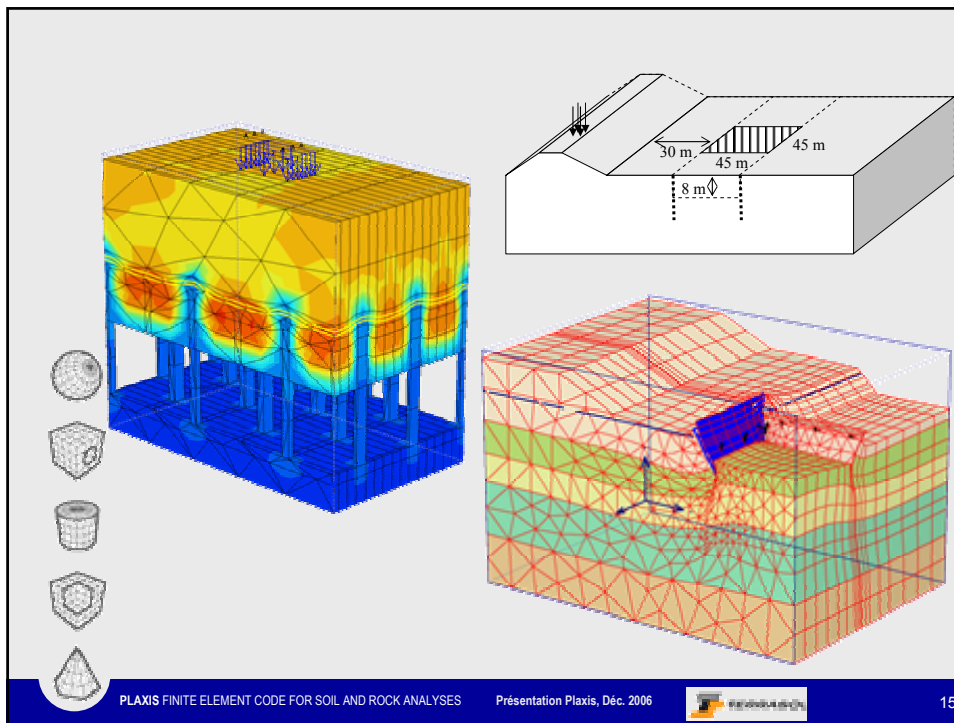 30 m
45 m
45 m
8 m
PLAXIS FINITE ELEMENT CODE FOR SOIL AND ROCK ANALYSES
Présentation Plaxis, Déc. 2006
15